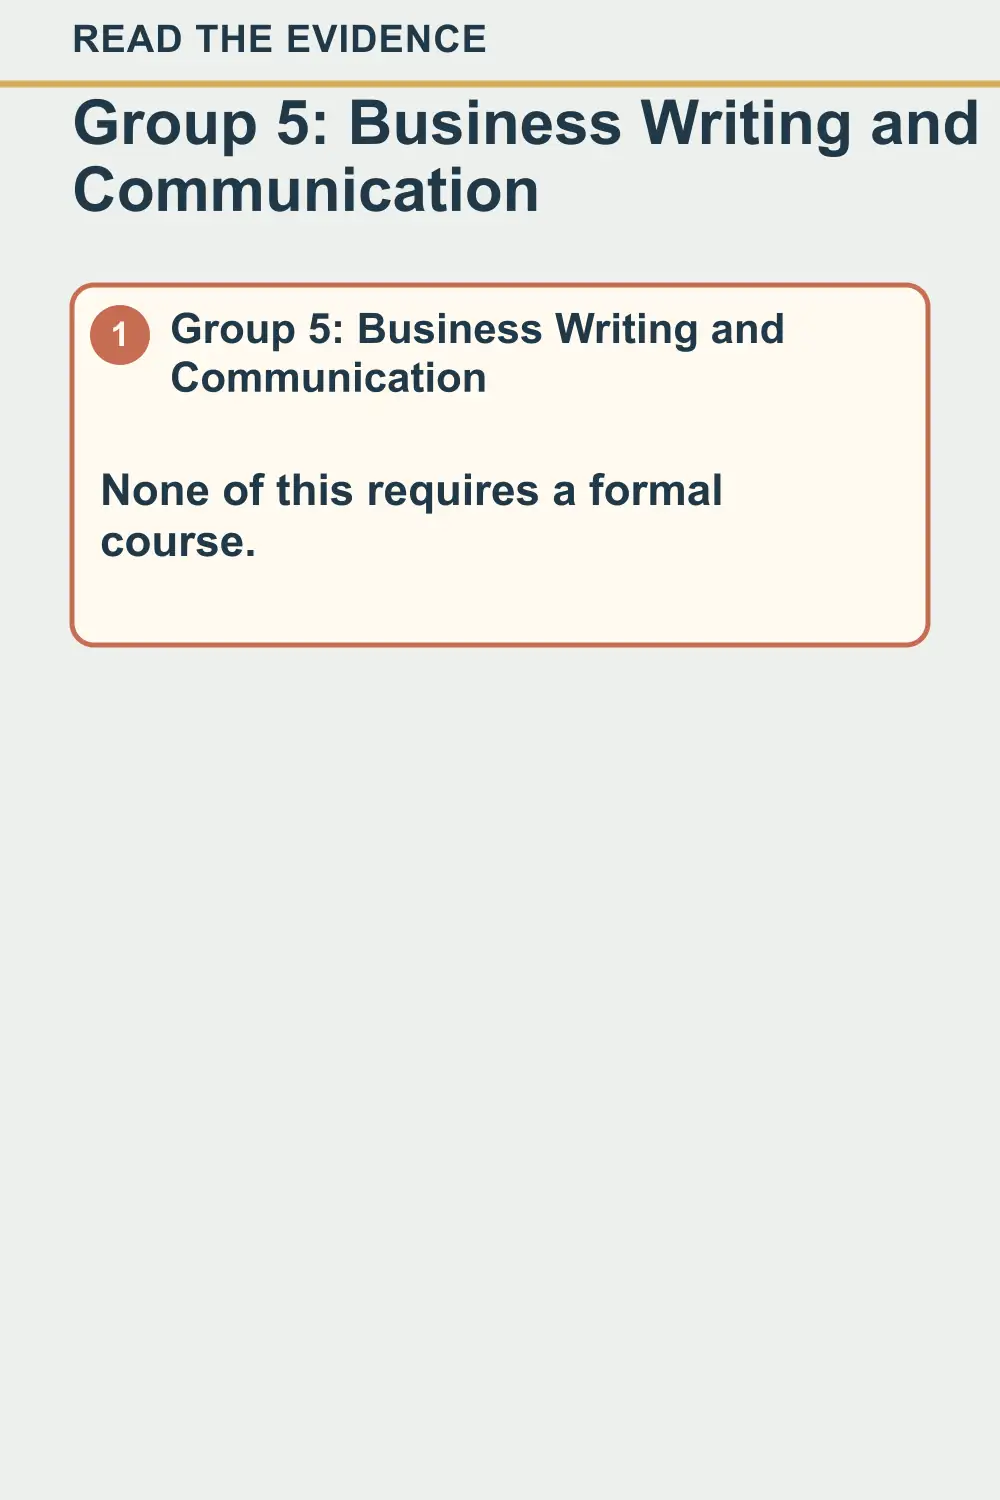 READ THE EVIDENCE
Group 5: Business Writing and
Communication
1
Group 5: Business Writing and
Communication
None of this requires a formal
course.